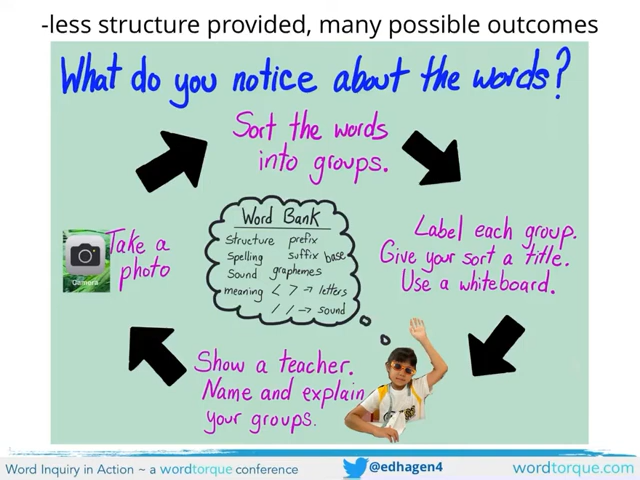 -less structure provided, many possible outcomes
What do you notice about the words?
Sort the words
into groups.
Label each group.
Give your sort a title.
Use a whiteboard.
Show a teacher.
Name and explain
your groups.
Take a
photo
Camera
Word Bank
Structure prefix
Spelling suffix base
Sound graphemes
meaning < > → letters
/ / → sound
Word Inquiry in Action ~ a wordtorque conference
@edhagen4
wordtorque.com